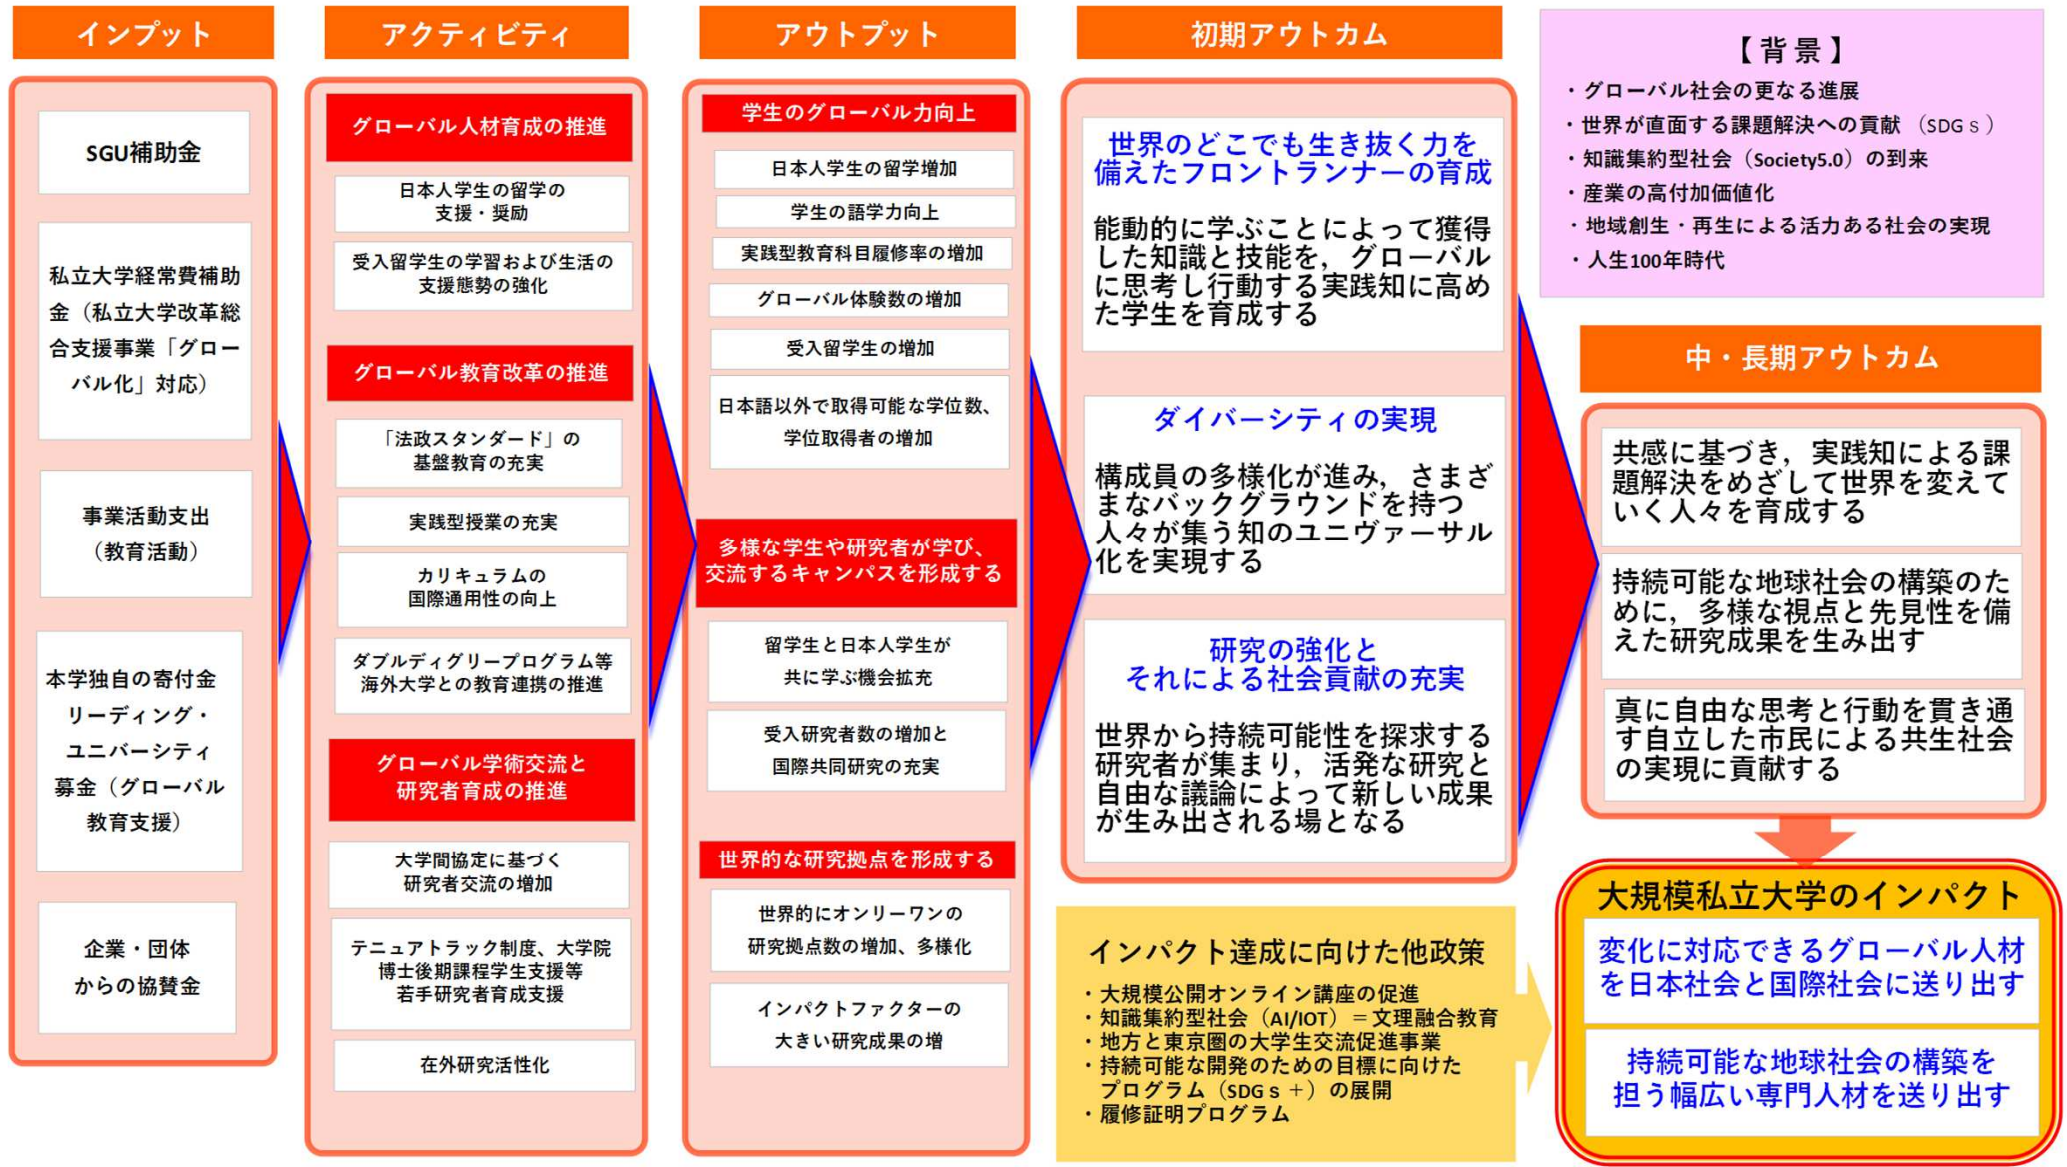 インプット
SGU補助金
私立大学経常費補助
金（私立大学改革総
合支援事業「グロー
バル化」対応）
事業活動支出
（教育活動）
本学独自の寄付金
リーディング・
ユニバーシティ
募金（グローバル
教育支援）
企業・団体
からの協賛金
アクティビティ
グローバル人材育成の推進
日本人学生の留学の
支援・奨励
受入留学生の学習および生活の
支援態勢の強化
グローバル教育改革の推進
「法政スタンダード」の
基盤教育の充実
実践型授業の充実
カリキュラムの
国際通用性の向上
ダブルディグリープログラム等
海外大学との教育連携の推進
グローバル学術交流と
研究者育成の推進
大学間協定に基づく
研究者交流の増加
テニュアトラック制度、大学院
博士後期課程学生支援等
若手研究者育成支援
在外研究活性化
アウトプット
学生のグローバル力向上
日本人学生の留学増加
学生の語学力向上
実践型教育科目履修率の増加
グローバル体験数の増加
受入留学生の増加
日本語以外で取得可能な学位数、
学位取得者の増加
多様な学生や研究者が学び、
交流するキャンパスを形成する
留学生と日本人学生が
共に学ぶ機会拡充
受入研究者数の増加と
国際共同研究の充実
世界的な研究拠点を形成する
世界的にオンリーワンの
研究拠点数の増加、多様化
インパクトファクターの
大きい研究成果の増
初期アウトカム
世界のどこでも生き抜く力を
備えたフロントランナーの育成
能動的に学ぶことによって獲得
した知識と技能を，グローバル
に思考し行動する実践知に高め
た学生を育成する
ダイバーシティの実現
構成員の多様化が進み，さまざ
まなバックグラウンドを持つ
人々が集う知のユニヴァーサル
化を実現する
研究の強化と
それによる社会貢献の充実
世界から持続可能性を探求する
研究者が集まり，活発な研究と
自由な議論によって新しい成果
が生み出される場となる
インパクト達成に向けた他政策
・大規模公開オンライン講座の促進
・知識集約型社会（AI/IOT）＝文理融合教育
・地方と東京圏の大学生交流促進事業
・持続可能な開発のための目標に向けた
プログラム（SDGｓ＋）の展開
・履修証明プログラム
【背景】
・グローバル社会の更なる進展
・世界が直面する課題解決への貢献（SDGｓ）
・知識集約型社会（Society5.0）の到来
・産業の高付加価値化
・地域創生・再生による活力ある社会の実現
・人生100年時代
中・長期アウトカム
共感に基づき，実践知による課
題解決をめざして世界を変えて
いく人々を育成する
持続可能な地球社会の構築のた
めに，多様な視点と先見性を備
えた研究成果を生み出す
真に自由な思考と行動を貫き通
す自立した市民による共生社会
の実現に貢献する
大規模私立大学のインパクト
変化に対応できるグローバル人材
を日本社会と国際社会に送り出す
持続可能な地球社会の構築を
担う幅広い専門人材を送り出す